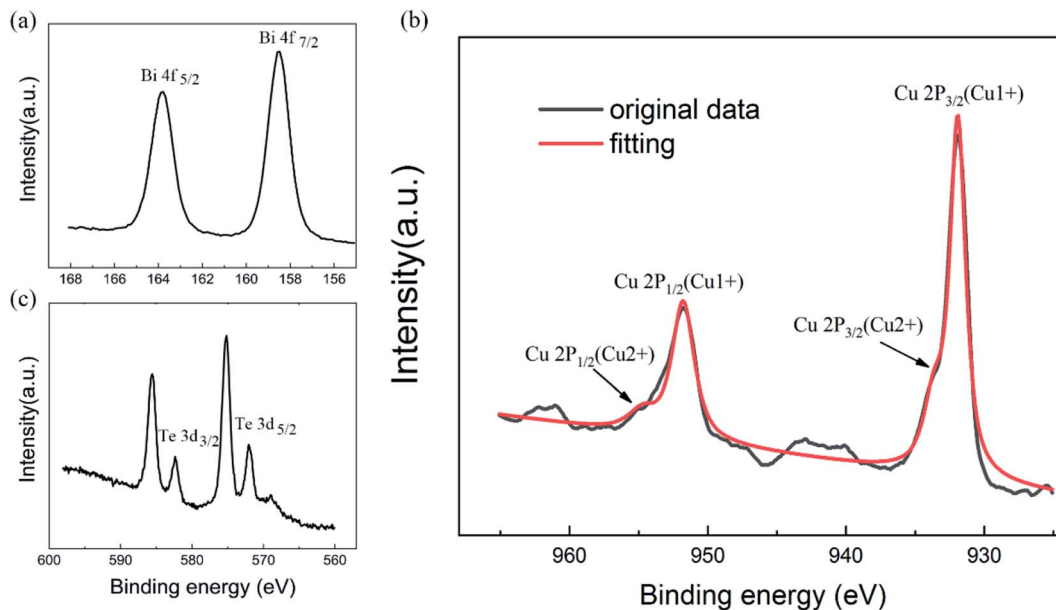 (a)
Intensity(a.u.)
Bi 4f 5/2
Bi 4f 7/2
168 166 164 162 160 158 156
(c)
Intensity(a.u.)
Te 3d 3/2
Te 3d 5/2
600 590 580 570 560
Binding energy (eV)
(b)
Intensity(a.u.)
original data
fitting
Cu 2P3/2(Cu1+)
Cu 2P1/2(Cu1+)
Cu 2P3/2(Cu2+)
Cu 2P1/2(Cu2+)
960 950 940 930
Binding energy (eV)